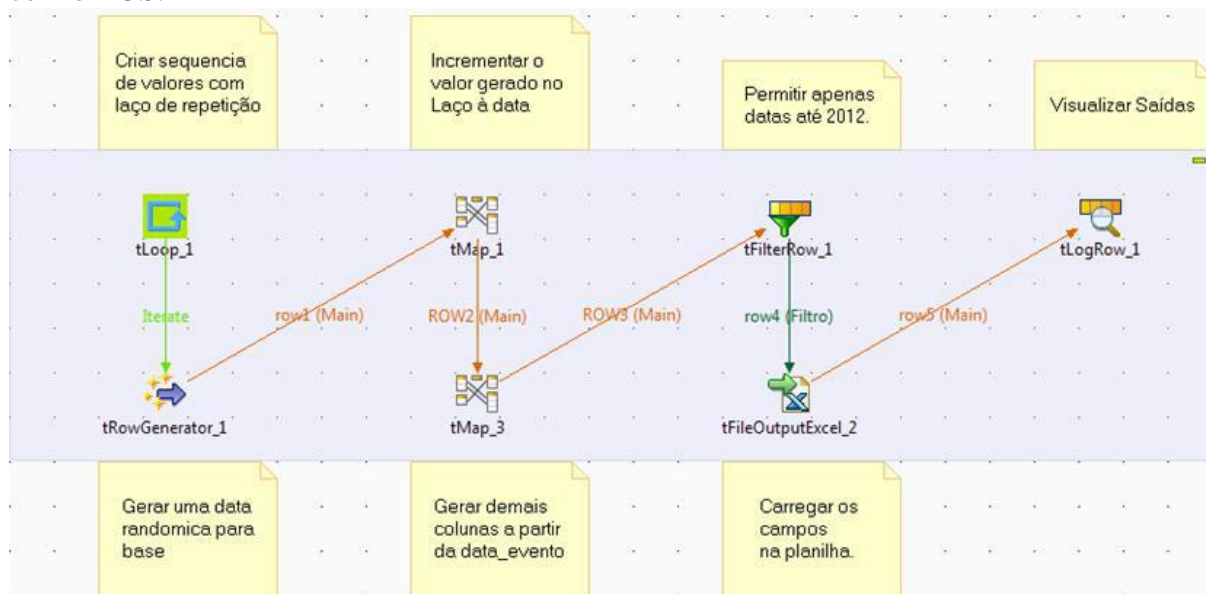 Criar sequencia
de valores com
laço de repetição
Incrementar o
valor gerado no
Laço à data
Permitir apenas
datas até 2012.
Visualizar Saídas
tLoop_1
tMap_1
tFilterRow_1
tLogRow_1
Iterate
row1 (Main)
ROW2 (Main)
ROW3 (Main)
row4 (Filtro)
row5 (Main)
tRowGenerator_1
tMap_3
tFileOutputExcel_2
Gerar uma data
randomica para
base
Gerar demais
colunas a partir
da data_evento
Carregar os
campos
na planilha.